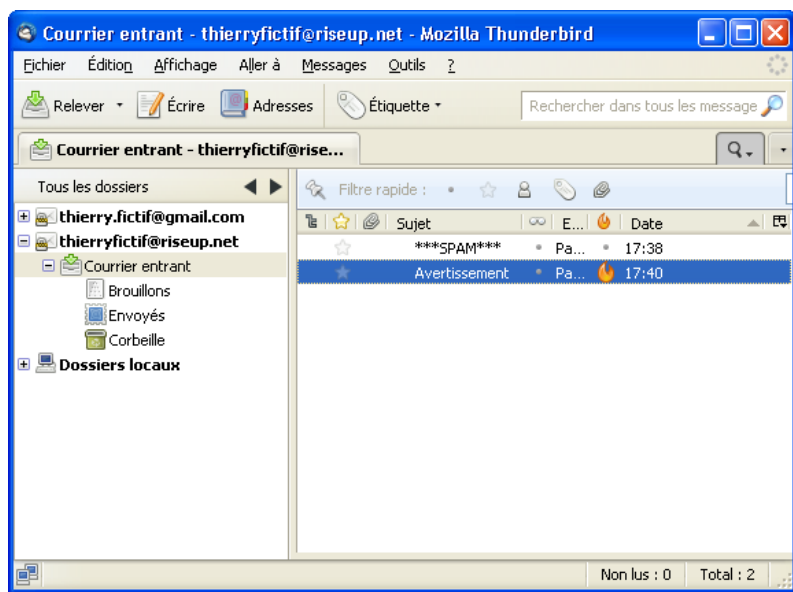 Courrier entrant - thierryfictif@riseup.net - Mozilla Thunderbird
Fichier Édition Affichage Aller à Messages Outils ?
Relever Écrire Adresses Étiquette Rechercher dans tous les message
Courrier entrant - thierryfictif@rise...
Tous les dossiers
Filtre rapide :
thierry.fictif@gmail.com
thierryfictif@riseup.net
Courrier entrant
Brouillons
Envoyés
Corbeille
Dossiers locaux
Sujet E... Date
***SPAM*** Pa... 17:38
Avertissement Pa... 17:40
Non lus : 0 Total : 2